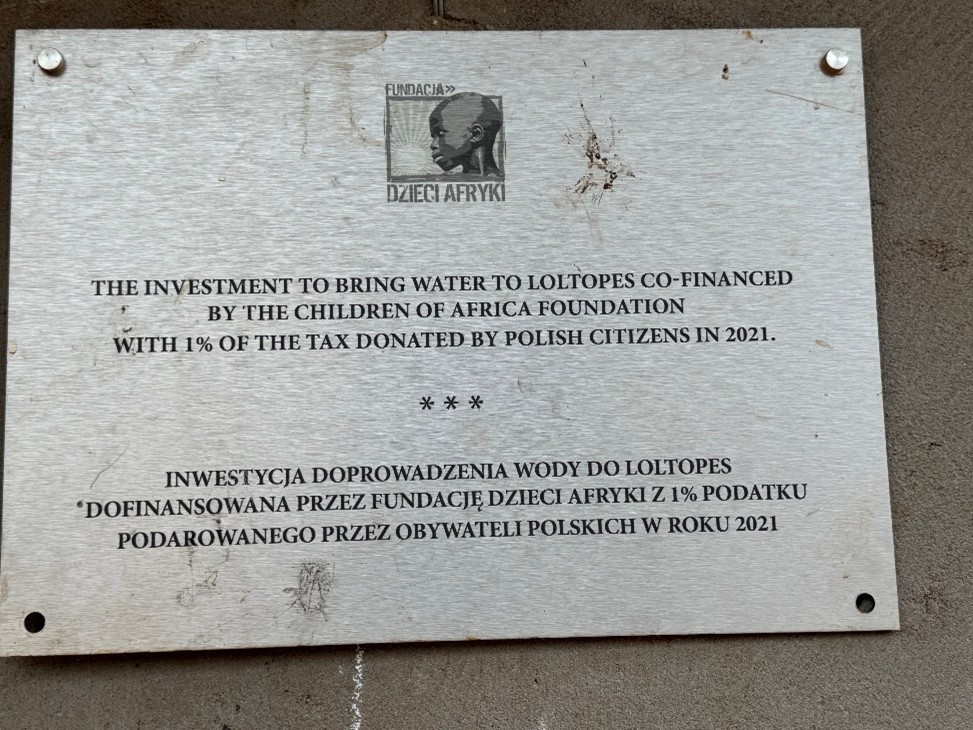 FUNDACJA»
DZIECI AFRYKI
THE INVESTMENT TO BRING WATER TO LOLTOPES CO-FINANCED
BY THE CHILDREN OF AFRICA FOUNDATION
WITH 1% OF THE TAX DONATED BY POLISH CITIZENS IN 2021.
* * *
INWESTYCJA DOPROWADZENIA WODY DO LOLTOPES
DOFINANSOWANA PRZEZ FUNDACJĘ DZIECI AFRYKI Z 1% PODATKU
PODAROWANEGO PRZEZ OBYWATELI POLSKICH W ROKU 2021